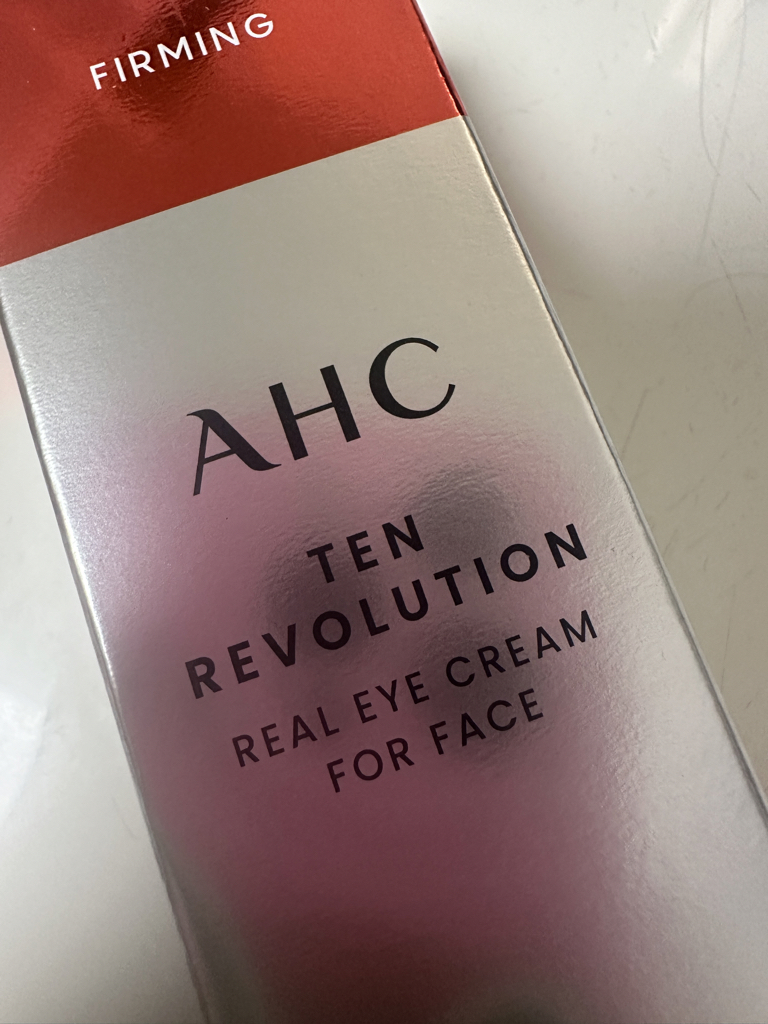 FIRMING
AHC
TEN
REVOLUTION
REAL EYE CREAM
FOR FACE